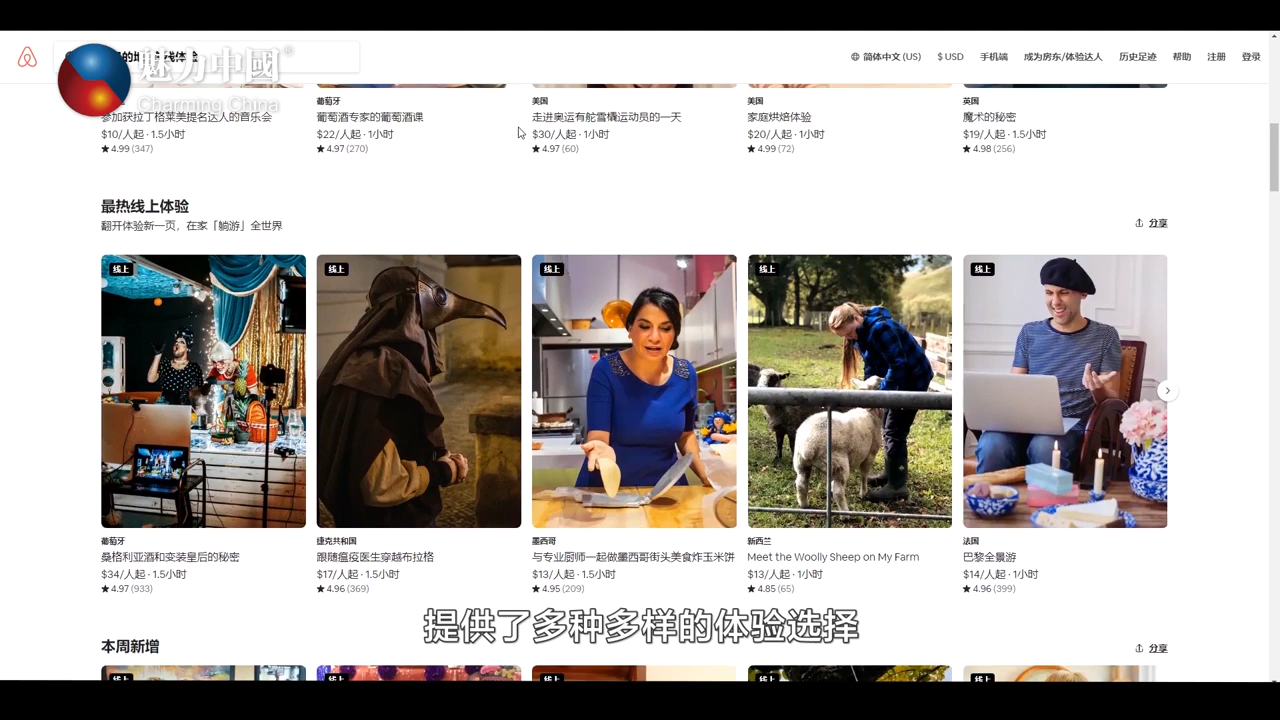 的地 线体验
魅力中國®
Charming China
简体中文 (US)
$ USD
手机端
成为房东/体验达人
历史足迹
帮助
注册
登录
参加获拉丁格莱美提名达人的音乐会
$10/人起 · 1.5小时
★ 4.99 (347)
葡萄牙
葡萄酒专家的葡萄酒课
$22/人起 · 1小时
★ 4.97 (270)
美国
走进奥运有舵雪橇运动员的一天
$30/人起 · 1小时
★ 4.97 (60)
美国
家庭烘焙体验
$20/人起 · 1小时
★ 4.99 (72)
英国
魔术的秘密
$19/人起 · 1.5小时
★ 4.98 (256)
最热线上体验
翻开体验新一页，在家「躺游」全世界
分享
线上
线上
线上
线上
线上
葡萄牙
桑格利亚酒和变装皇后的秘密
$34/人起 · 1.5小时
★ 4.97 (933)
捷克共和国
跟随瘟疫医生穿越布拉格
$17/人起 · 1.5小时
★ 4.96 (369)
墨西哥
与专业厨师一起做墨西哥街头美食炸玉米饼
$13/人起 · 1.5小时
★ 4.95 (209)
新西兰
Meet the Woolly Sheep on My Farm
$13/人起 · 1小时
★ 4.85 (65)
法国
巴黎全景游
$14/人起 · 1小时
★ 4.96 (399)
提供了多种多样的体验选择
本周新增
分享
线上
线上
线上
线上
线上